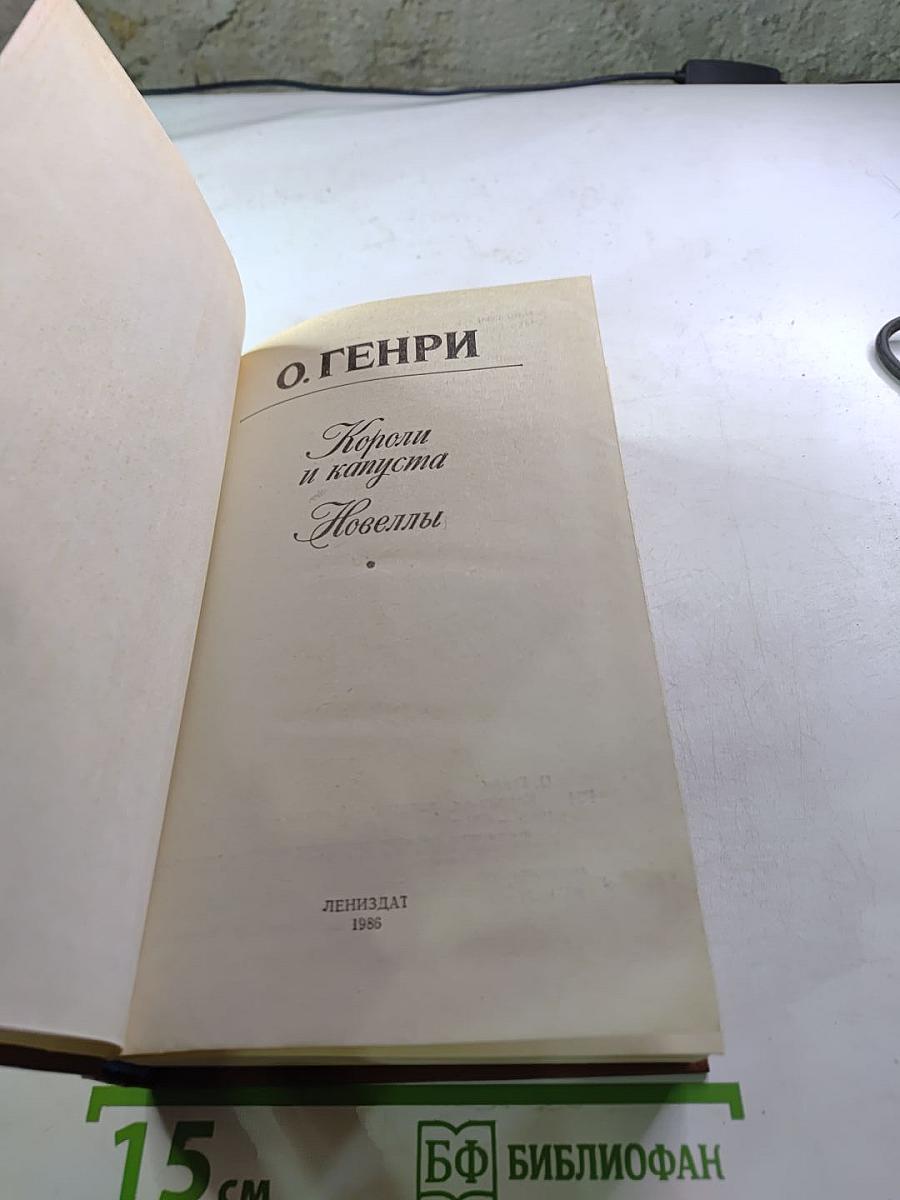 О. ГЕНРИ
Короли
и капуста
Новеллы
ЛЕНИЗДАТ
1986
15 см
БФ БИБЛИОФАН